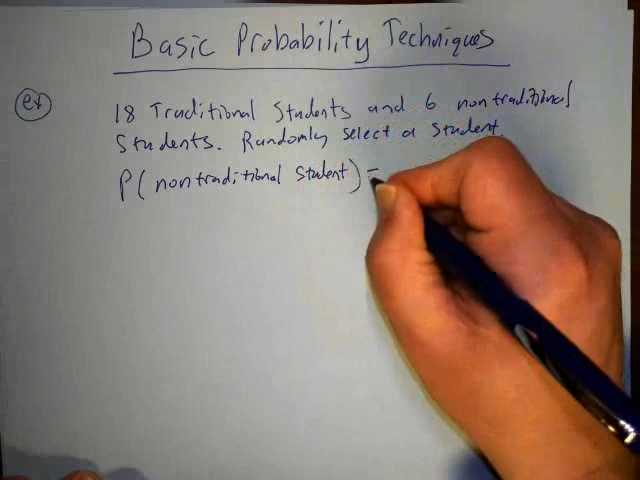 Basic Probability Techniques
ex 18 Traditional Students and 6 nontraditional
Students. Randomly select a student.
P( nontraditional Student) =